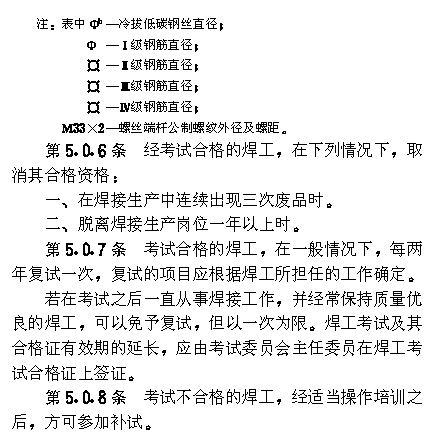 注：表中 Φᵇ —冷拔低碳钢丝直径；
Φ —Ⅰ级钢筋直径；
¤ —Ⅱ级钢筋直径；
¤ —Ⅲ级钢筋直径；
¤ —Ⅳ级钢筋直径；
M33×2—螺丝端杆公制螺纹外径及螺距。
第5.0.6条 经考试合格的焊工，在下列情况下，取
消其合格资格：
一、在焊接生产中连续出现三次废品时。
二、脱离焊接生产岗位一年以上时。
第5.0.7条 考试合格的焊工，在一般情况下，每两
年复试一次，复试的项目应根据焊工所担任的工作确定。
若在考试之后一直从事焊接工作，并经常保持质量优
良的焊工，可以免予复试，但以一次为限。焊工考试及其
合格证有效期的延长，应由考试委员会主任委员在焊工考
试合格证上签证。
第5.0.8条 考试不合格的焊工，经适当操作培训之
后，方可参加补试。